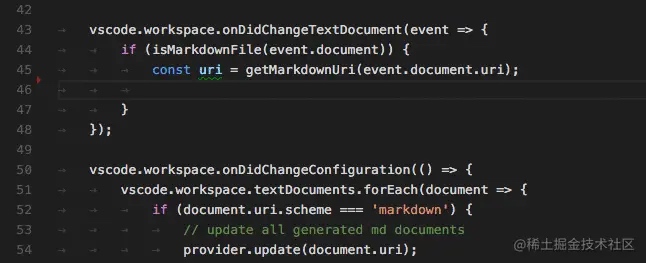 42
43 vscode.workspace.onDidChangeTextDocument(event => {
44 if (isMarkdownFile(event.document)) {
45 const uri = getMarkdownUri(event.document.uri);
46
47 }
48 });
49
50 vscode.workspace.onDidChangeConfiguration(() => {
51 vscode.workspace.textDocuments.forEach(document => {
52 if (document.uri.scheme === 'markdown') {
53 // update all generated md documents
54 provider.update(document.uri);
@稀土掘金技术社区